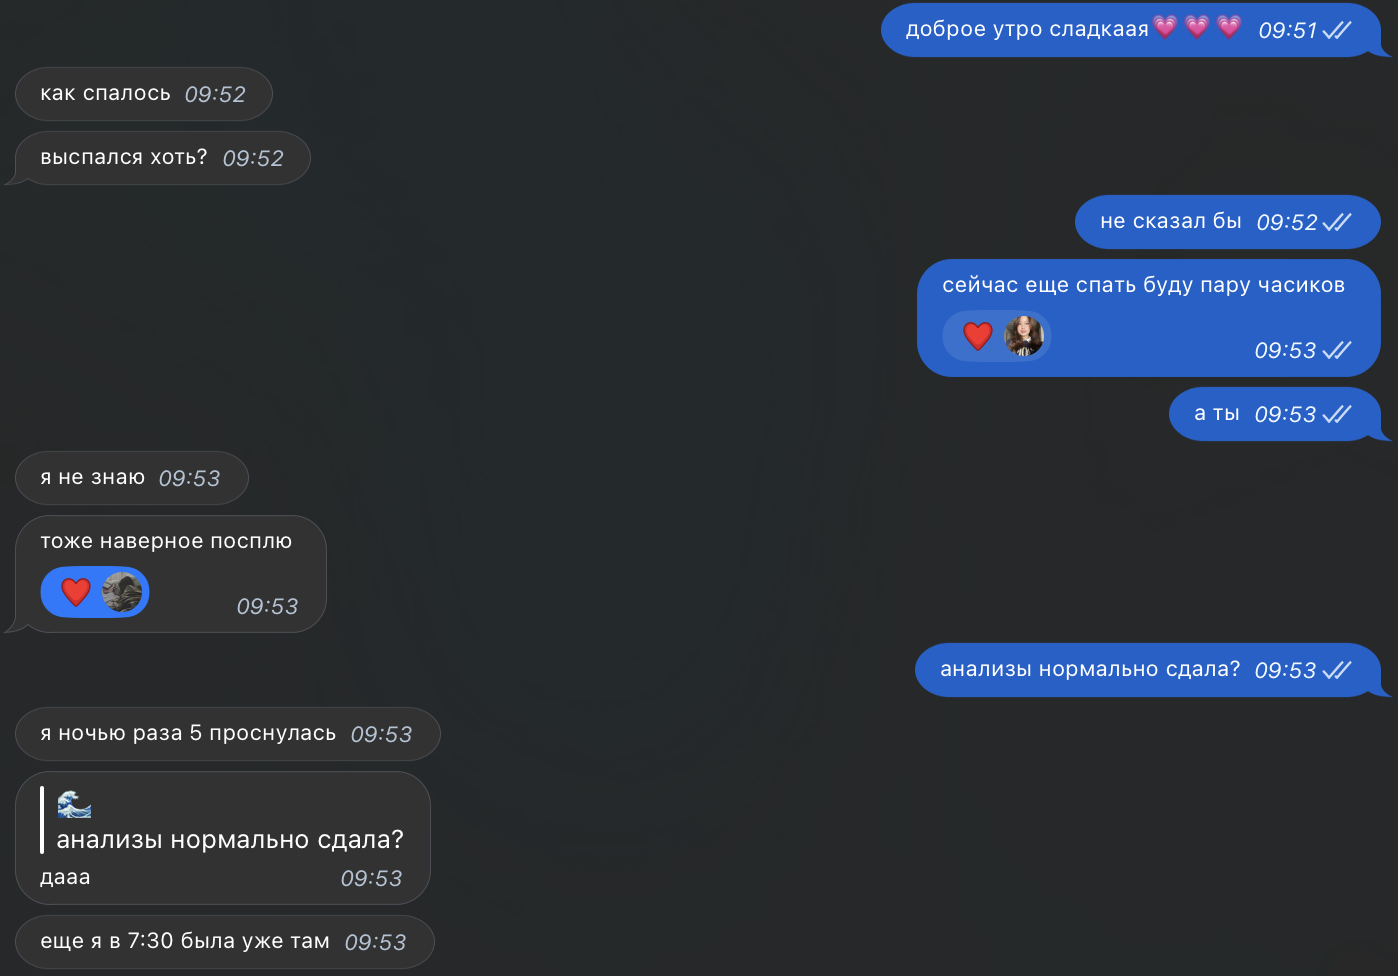 доброе утро сладкаая💗💗💗 09:51
как спалось 09:52
выспался хоть? 09:52
не сказал бы 09:52
сейчас еще спать буду пару часиков
09:53
а ты 09:53
я не знаю 09:53
тоже наверное посплю
09:53
анализы нормально сдала? 09:53
я ночью раза 5 проснулась 09:53
🌊
анализы нормально сдала?
дааа 09:53
еще я в 7:30 была уже там 09:53